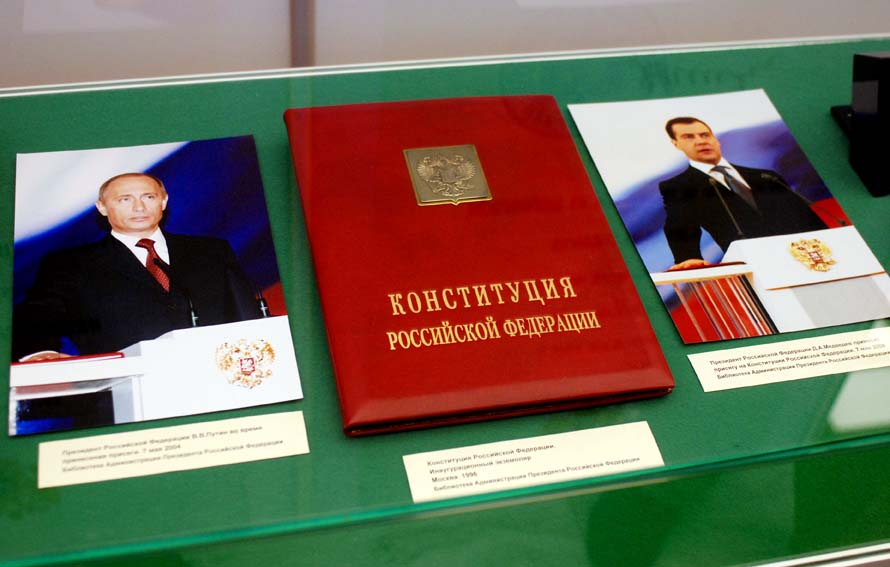 КОНСТИТУЦИЯ
РОССИЙСКОЙ ФЕДЕРАЦИИ
Президент Российской Федерации В.В.Путин во время
принесения присяги. 7 мая 2004
Библиотека Администрации Президента Российской Федерации
Конституция Российской Федерации.
Инаугурационный экземпляр
Москва. 1996
Библиотека Администрации Президента Российской Федерации
Президент Российской Федерации Д.А.Медведев приносит
присягу на Конституции Российской Федерации. 7 мая 2008
Библиотека Администрации Президента Российской Федерации